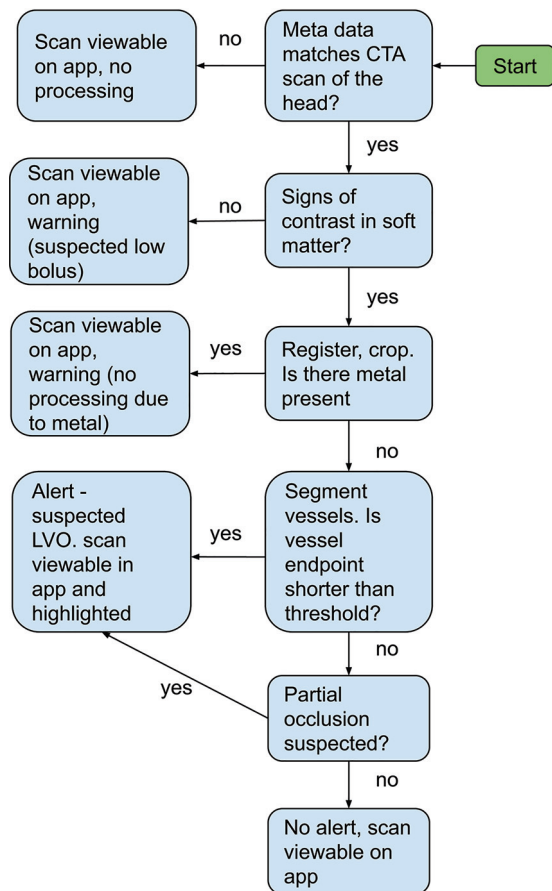 Scan viewable
on app, no
processing
no
Meta data
matches CTA
scan of the
head?
Start
yes
Scan viewable
on app,
warning
(suspected low
bolus)
no
Signs of
contrast in soft
matter?
yes
Scan viewable
on app,
warning (no
processing due
to metal)
yes
Register, crop.
Is there metal
present
no
Alert -
suspected
LVO. scan
viewable in
app and
highlighted
yes
Segment
vessels. Is
vessel
endpoint
shorter than
threshold?
no
yes
Partial
occlusion
suspected?
no
No alert, scan
viewable on
app